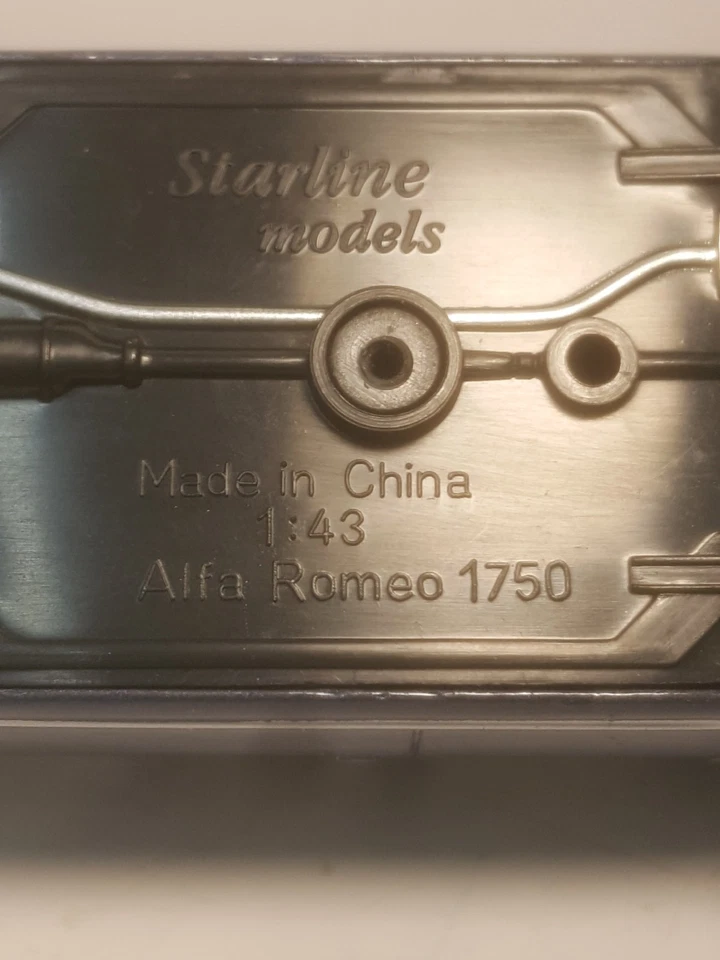 Starline
models
Made in China
1:43
Alfa Romeo 1750